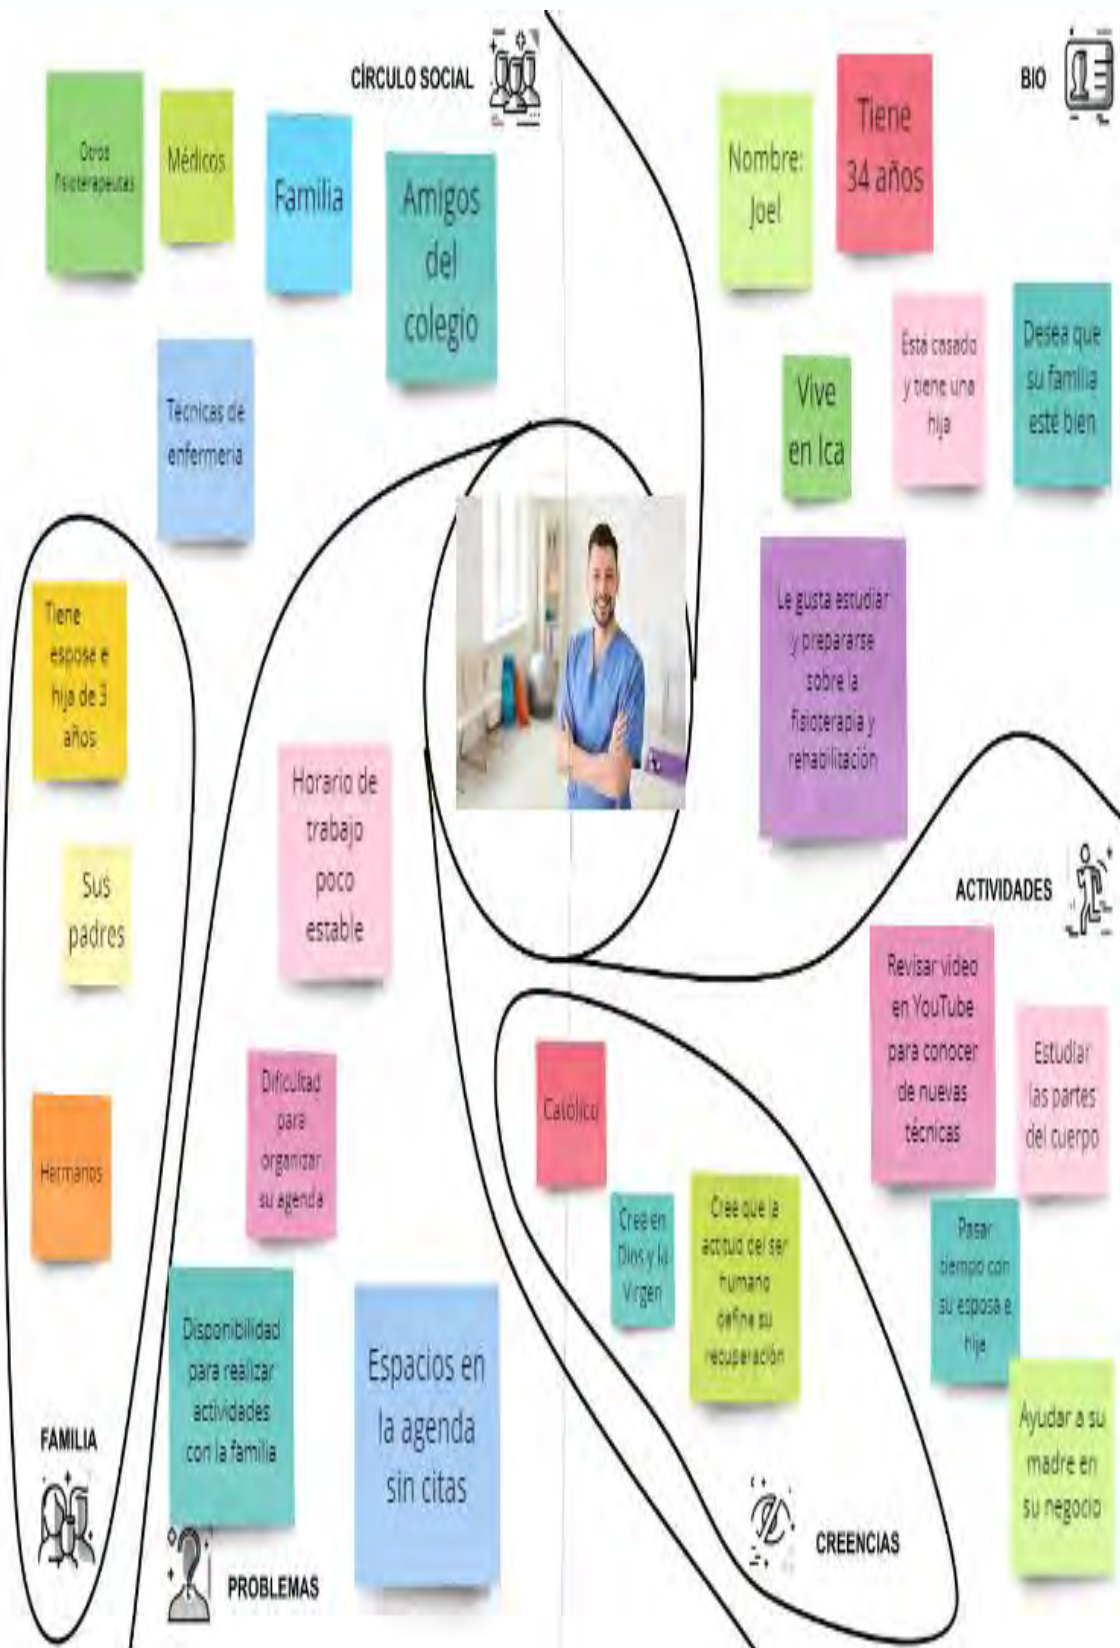 CÍRCULO SOCIAL
Otros
fisioterapeutas
Médicos
Familia
Amigos
del
colegio
Técnicas de
enfermería
BIO
Nombre:
Joel
Tiene
34 años
Vive
en Ica
Está casado
y tiene una
hija
Desea que
su familia
esté bien
Le gusta estudiar
y prepararse
sobre la
fisioterapia y
rehabilitación
Tiene
esposa e
hija de 3
años
Sus
padres
Hermanos
FAMILIA
Horario de
trabajo
poco
estable
Dificultad
para
organizar
su agenda
Disponibilidad
para realizar
actividades
con la familia
Espacios en
la agenda
sin citas
PROBLEMAS
Católico
Cree en
Dios y la
Virgen
Cree que la
actitud del ser
humano
define su
recuperación
CREENCIAS
ACTIVIDADES
Revisar video
en YouTube
para conocer
de nuevas
técnicas
Estudiar
las partes
del cuerpo
Pasar
tiempo con
su esposa e
hija
Ayudar a su
madre en
su negocio